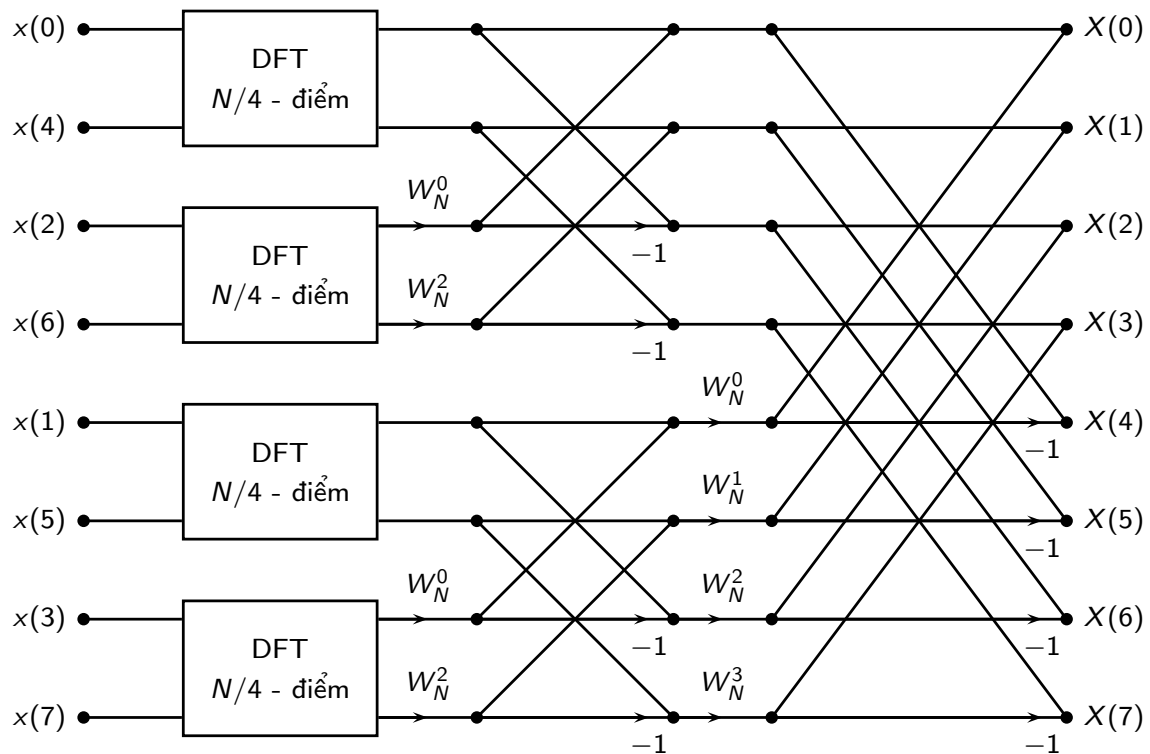 x(0)
DFT
N/4 - điểm
X(0)
x(4)
X(1)
W_N^0
x(2)
DFT
N/4 - điểm
−1
X(2)
W_N^2
x(6)
−1
X(3)
W_N^0
x(1)
DFT
N/4 - điểm
−1
X(4)
W_N^1
x(5)
−1
X(5)
W_N^0
W_N^2
x(3)
DFT
N/4 - điểm
−1
−1
X(6)
W_N^2
W_N^3
x(7)
−1
−1
X(7)